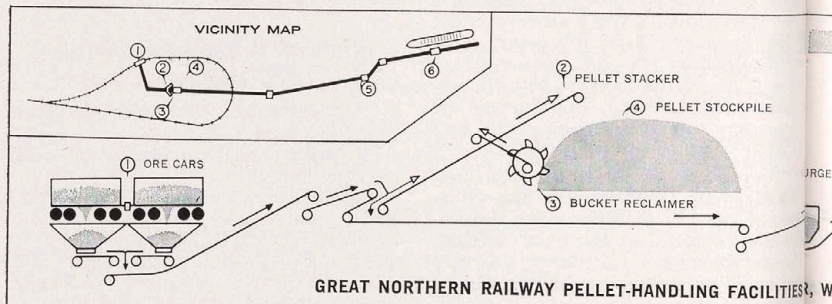 VICINITY MAP
1
2
4
3
5
6
2 PELLET STACKER
4 PELLET STOCKPILE
1 ORE CARS
3 BUCKET RECLAIMER
URGE
GREAT NORTHERN RAILWAY PELLET-HANDLING FACILITIES, W